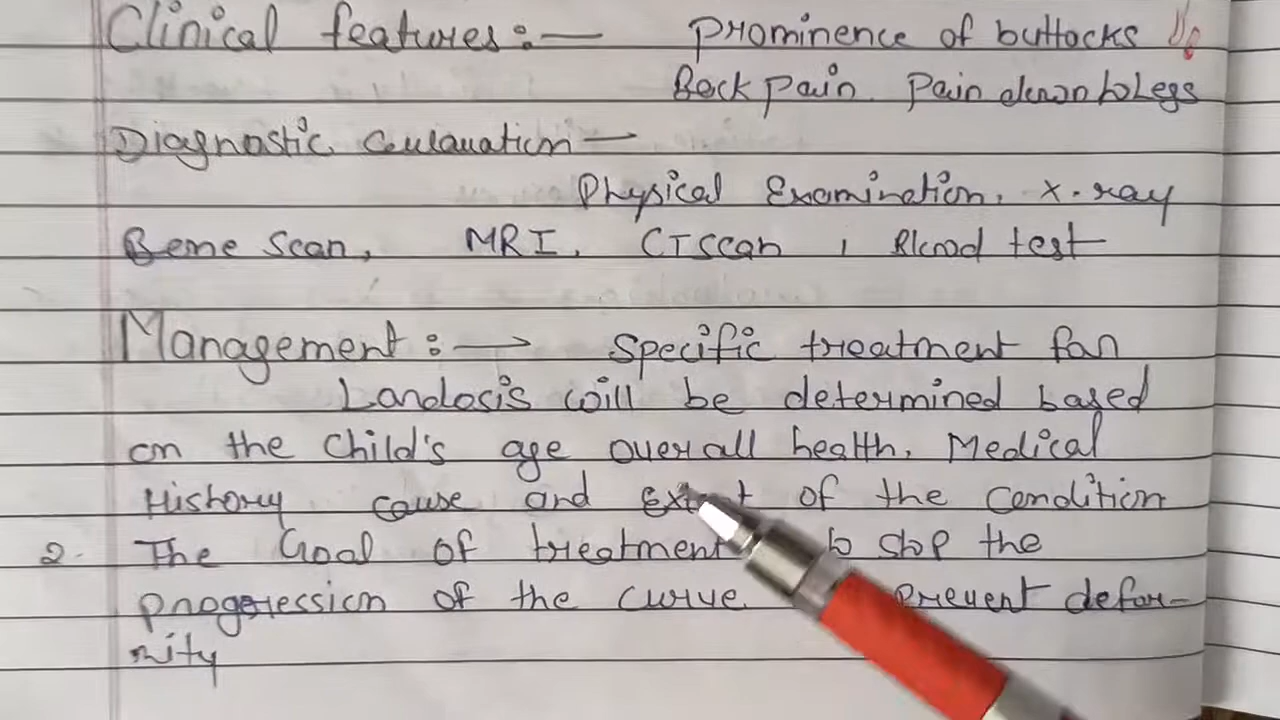 Clinical features :— Prominence of buttocks
Back pain. Pain down to Legs
Diagnostic evaluation —
Physical Examination, X-ray
Bone Scan, MRI, CT scan, Blood test
Management :→ Specific treatment for
Lordosis will be determined based
on the child's age overall health, Medical
History cause and Extent of the condition
2. The Goal of treatment to stop the
progression of the curve prevent defor-
mity